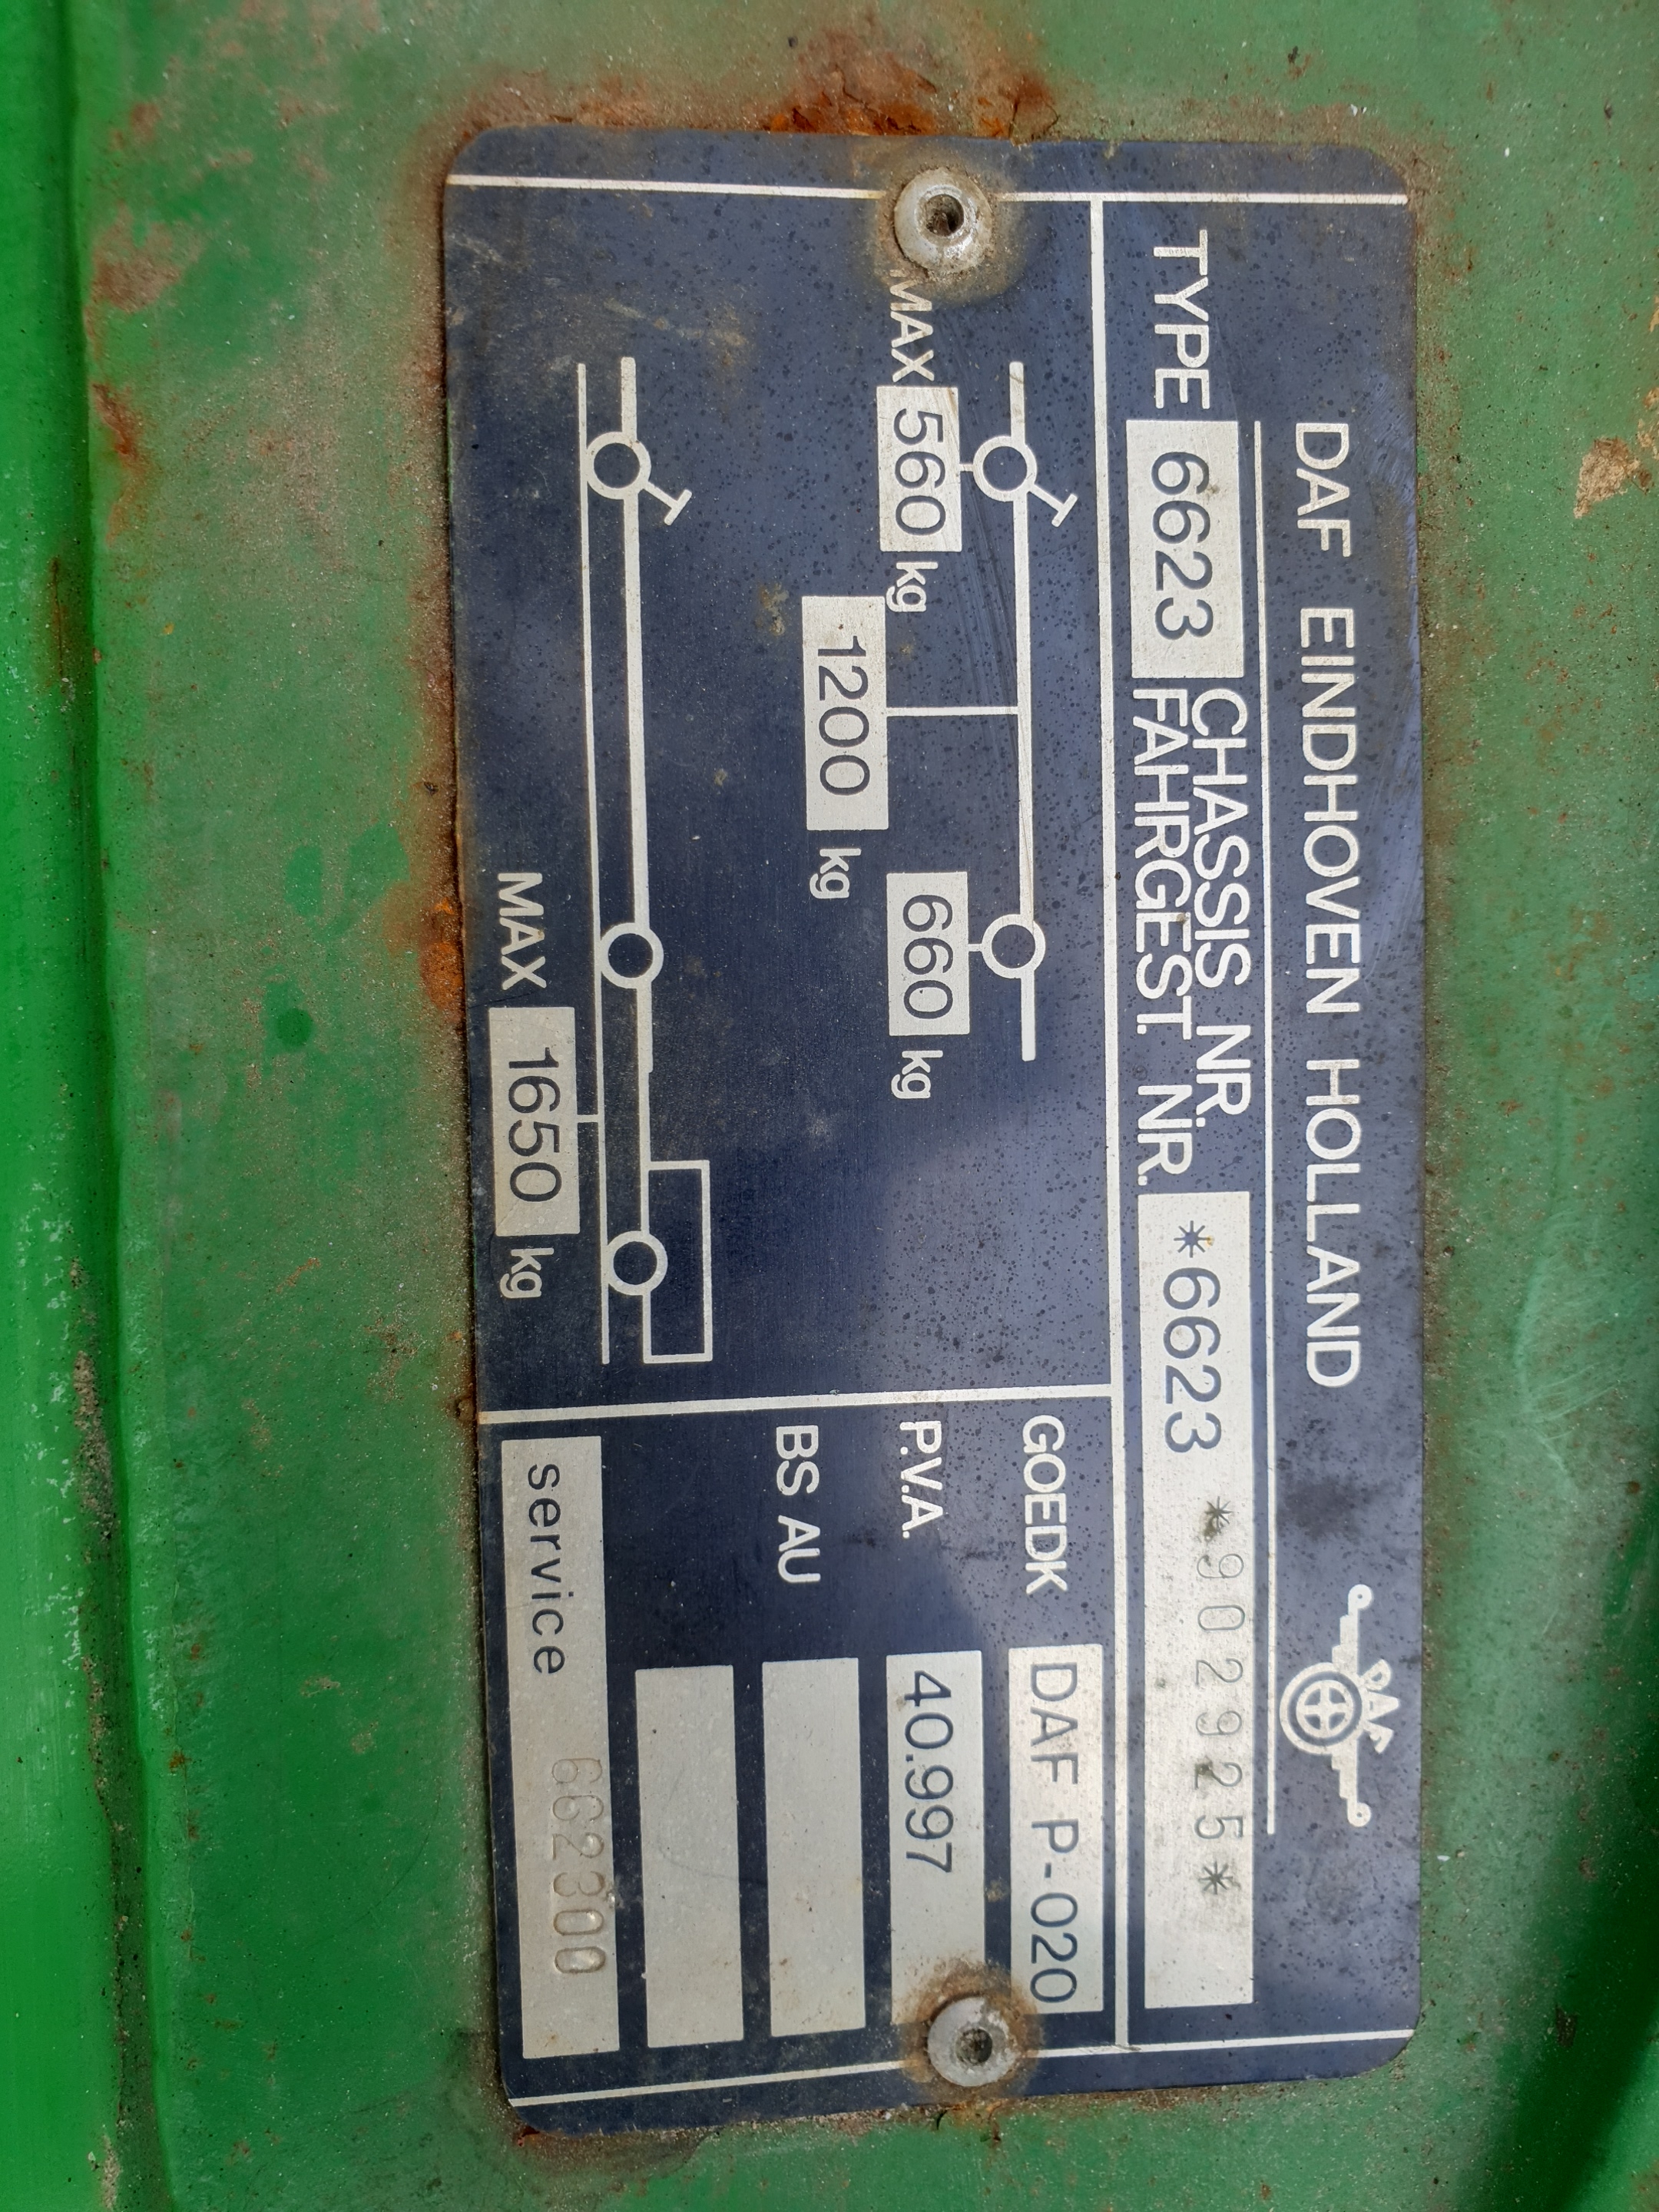 DAF EINDHOVEN HOLLAND
DAF
TYPE 6623 CHASSIS NR *6623 *902925*
FAHRGEST. NR.
MAX 560 kg 660 kg
1200 kg
MAX 1650 kg
GOEDK DAF P-020
P.V.A. 40.997
BS AU
service 662300